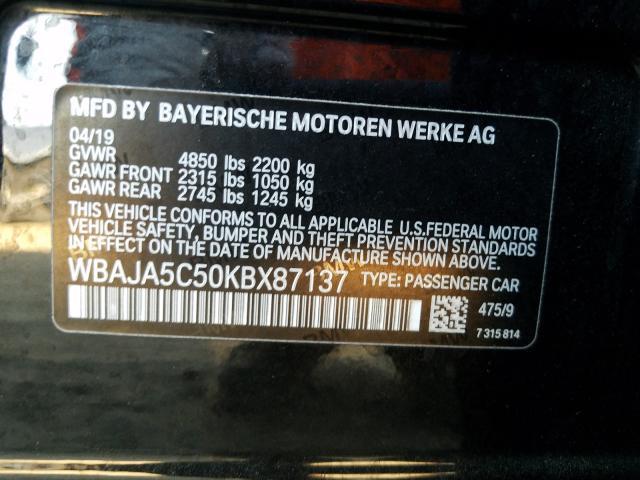 MFD BY BAYERISCHE MOTOREN WERKE AG
04/19
GVWR 4850 lbs 2200 kg
GAWR FRONT 2315 lbs 1050 kg
GAWR REAR 2745 lbs 1245 kg
THIS VEHICLE CONFORMS TO ALL APPLICABLE U.S.FEDERAL MOTOR
VEHICLE SAFETY, BUMPER AND THEFT PREVENTION STANDARDS
IN EFFECT ON THE DATE OF MANUFACTURE SHOWN ABOVE.
WBAJA5C50KBX87137 TYPE: PASSENGER CAR
475/9
7 315 814